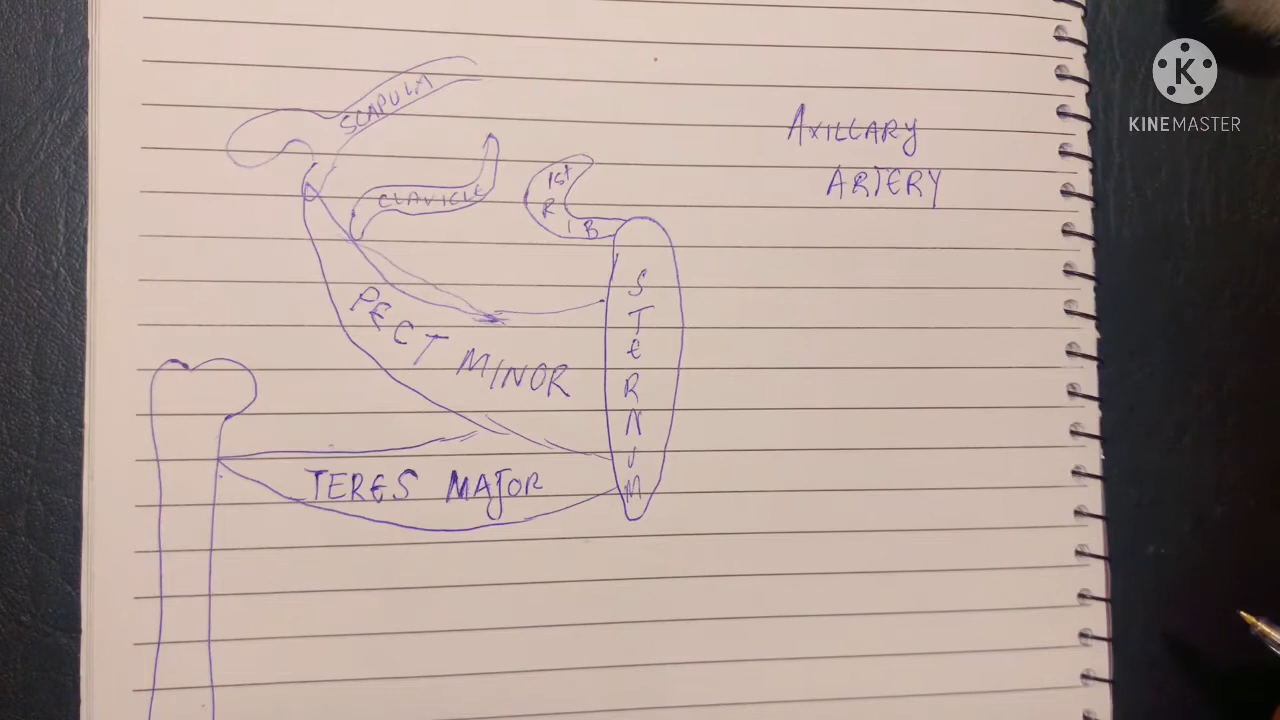 SCAPULA
CLAVICLE
1st
RIB
STERNUM
PECT MINOR
TERES MAJOR
AXILLARY
ARTERY
K
KINEMASTER